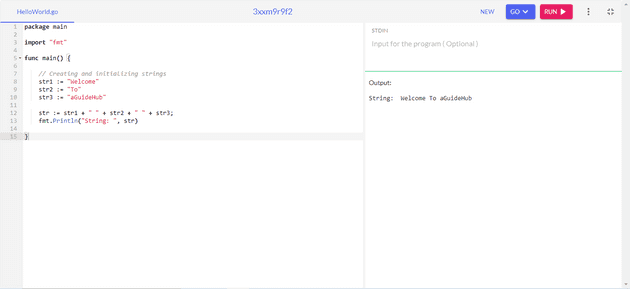 HelloWorld.go
3xxm9r9f2
NEW
GO
RUN
1 package main
2
3 import "fmt"
4
5 func main() {
6
7 // Creating and initializing strings
8 str1 := "Welcome"
9 str2 := "To"
10 str3 := "aGuideHub"
11
12 str := str1 + " " + str2 + " " + str3;
13 fmt.Println("String: ", str)
14
15 }
STDIN
Input for the program ( Optional )
Output:
String:  Welcome To aGuideHub